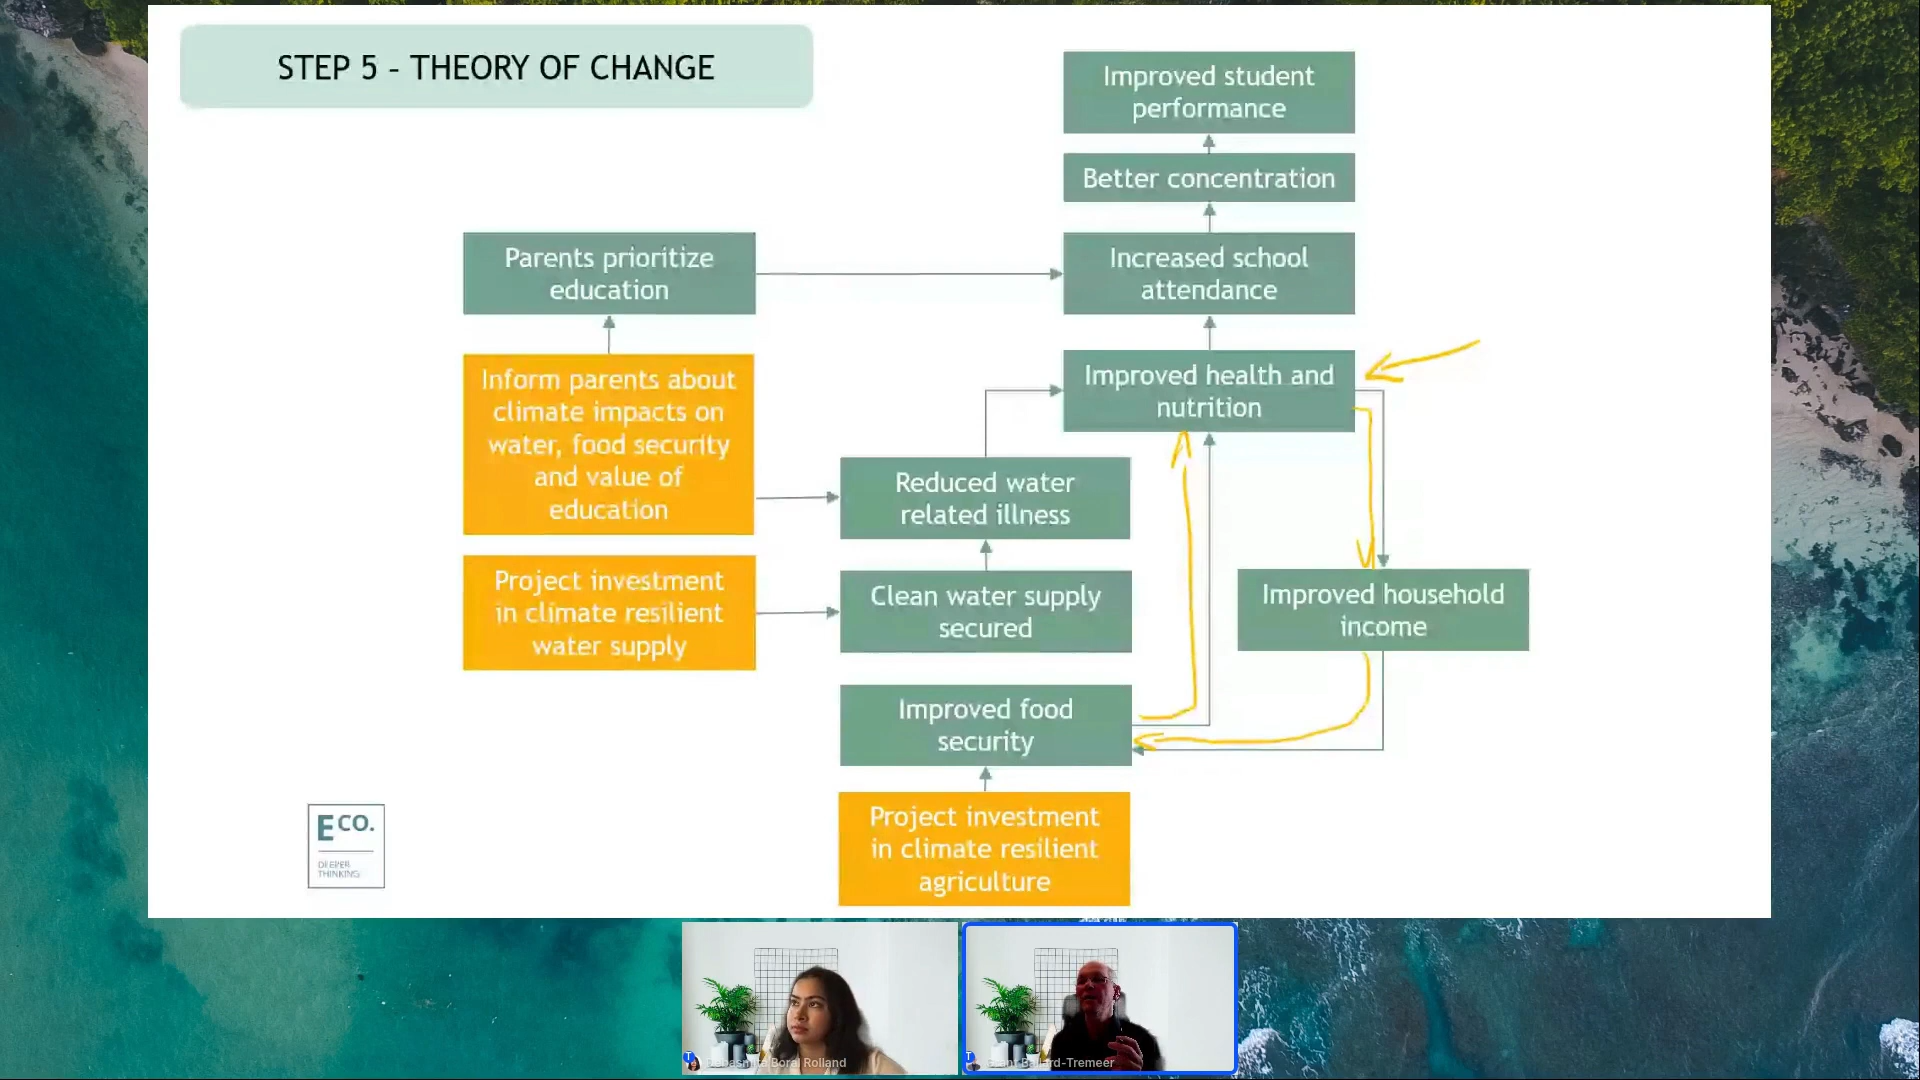 STEP 5 – THEORY OF CHANGE
Improved student
performance
Better concentration
Parents prioritize
education
Increased school
attendance
Inform parents about
climate impacts on
water, food security
and value of
education
Improved health and
nutrition
Reduced water
related illness
Project investment
in climate resilient
water supply
Clean water supply
secured
Improved household
income
Improved food
security
Project investment
in climate resilient
agriculture
ECO.
DEEPER
THINKING.
Boral Rolland
Ballard-Tremeer